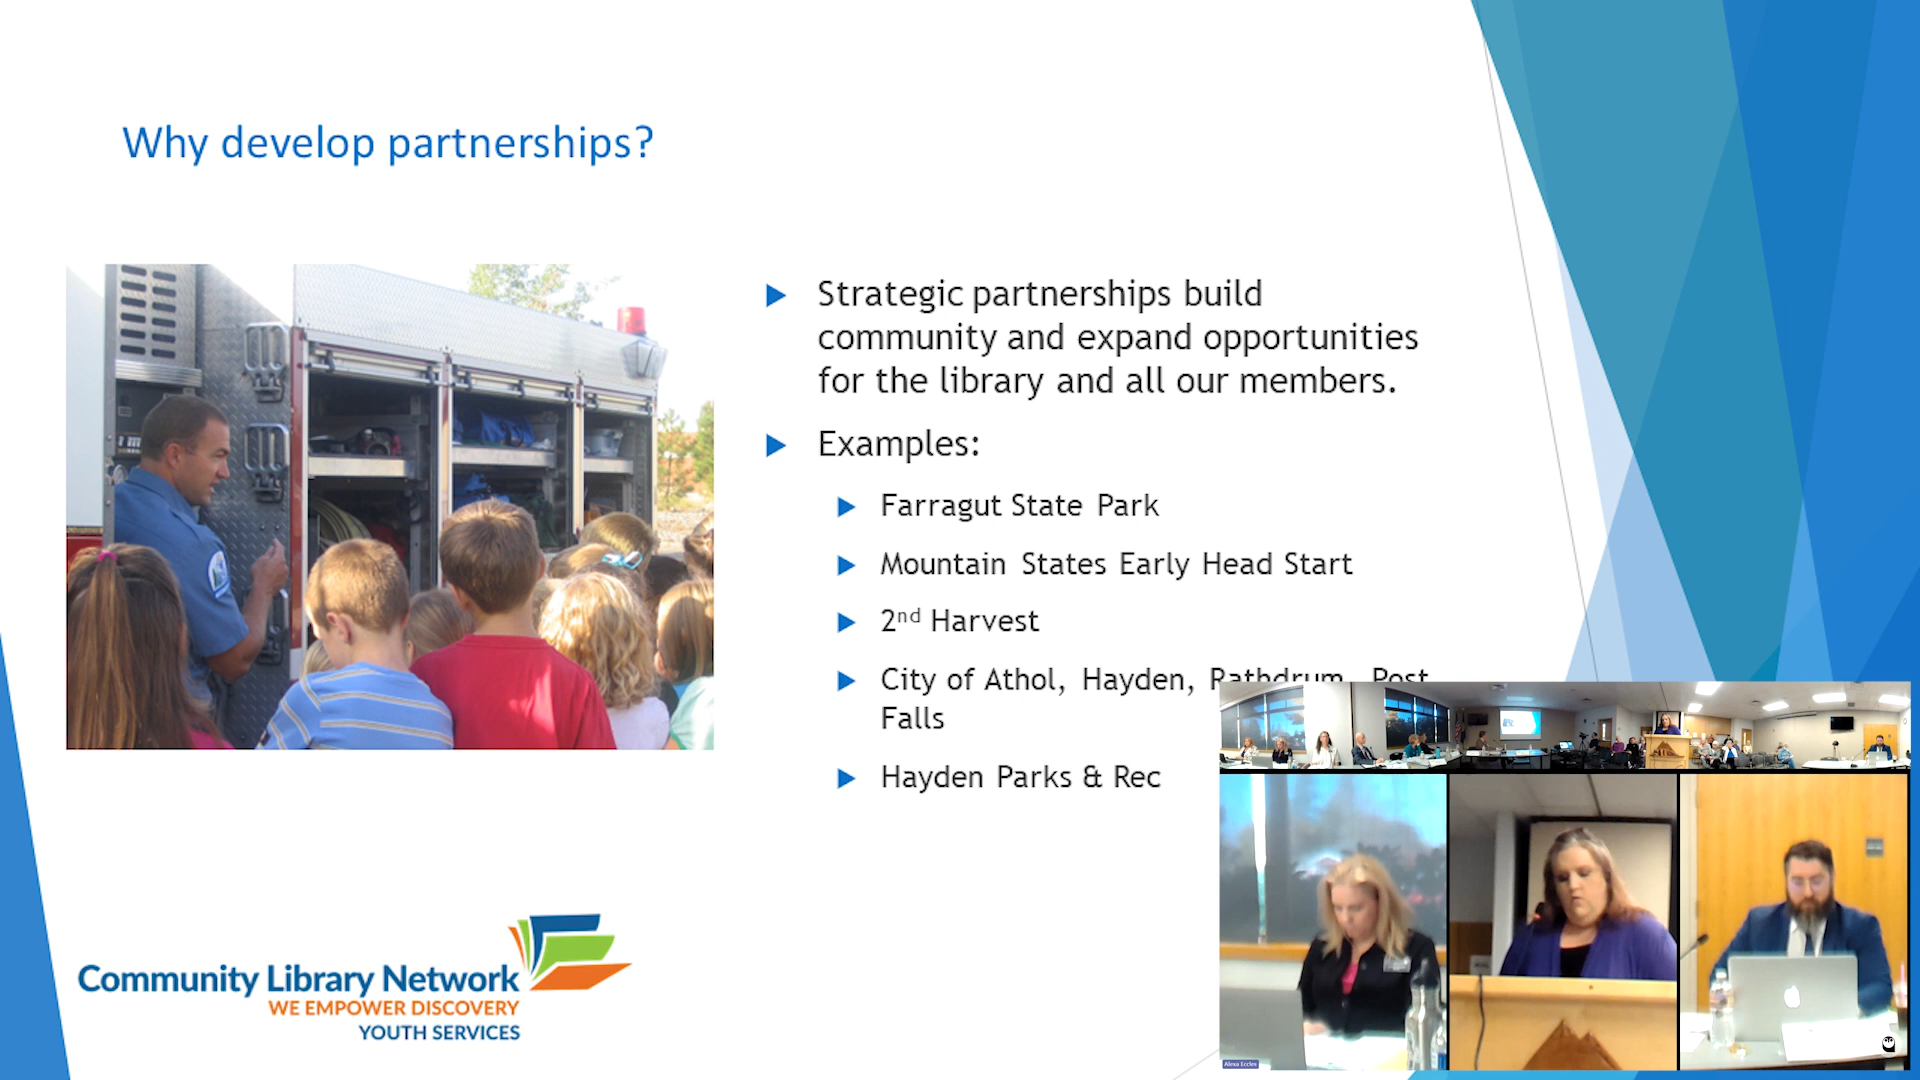 Why develop partnerships?
Strategic partnerships build
community and expand opportunities
for the library and all our members.
Examples:
Farragut State Park
Mountain States Early Head Start
2nd Harvest
City of Athol, Hayden, Rathdrum, Post
Falls
Hayden Parks & Rec
Community Library Network
WE EMPOWER DISCOVERY
YOUTH SERVICES
Alexa Eccles